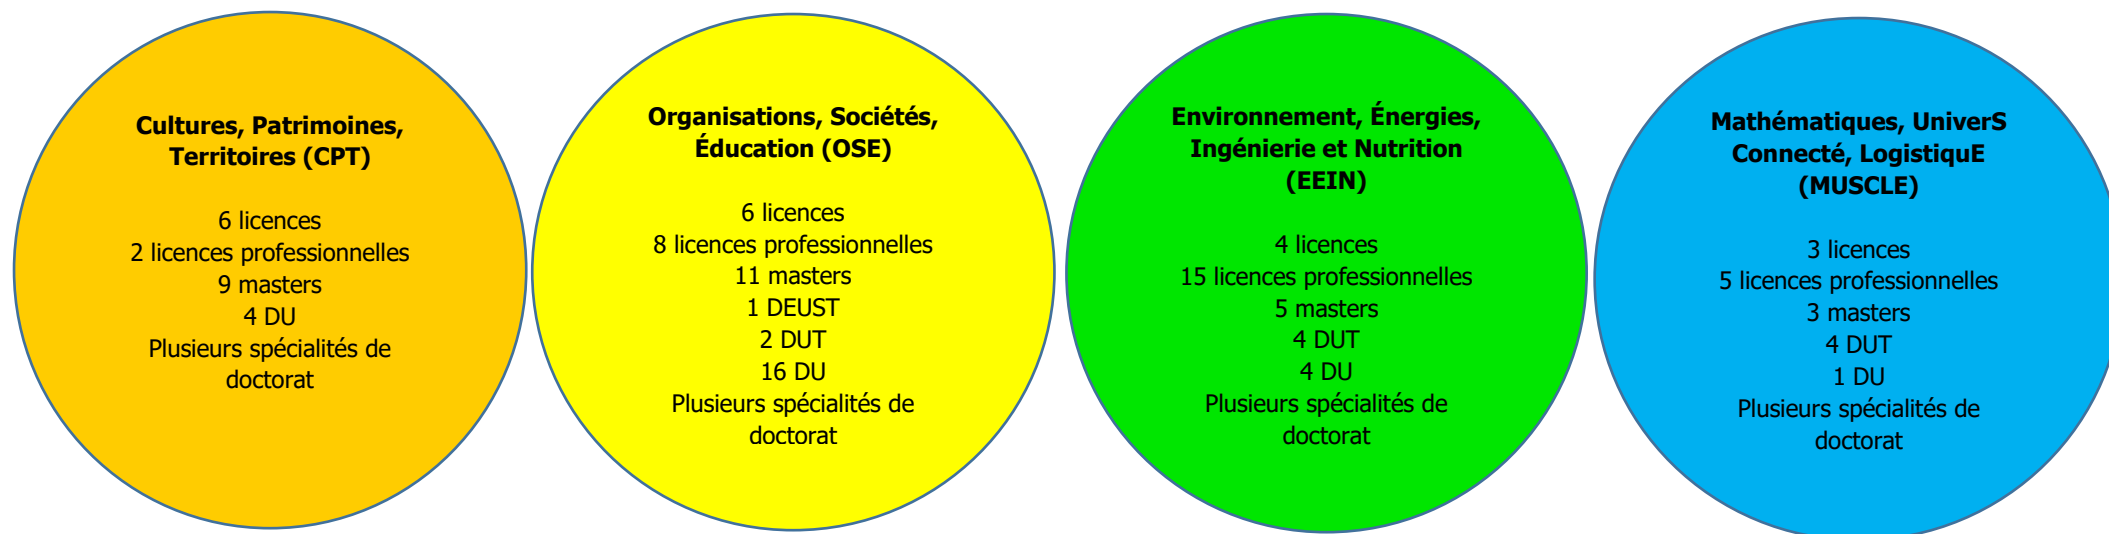 Cultures, Patrimoines,
Territoires (CPT)
6 licences
2 licences professionnelles
9 masters
4 DU
Plusieurs spécialités de
doctorat
Organisations, Sociétés,
Éducation (OSE)
6 licences
8 licences professionnelles
11 masters
1 DEUST
2 DUT
16 DU
Plusieurs spécialités de
doctorat
Environnement, Énergies,
Ingénierie et Nutrition
(EEIN)
4 licences
15 licences professionnelles
5 masters
4 DUT
4 DU
Plusieurs spécialités de
doctorat
Mathématiques, UniverS
Connecté, LogistiquE
(MUSCLE)
3 licences
5 licences professionnelles
3 masters
4 DUT
1 DU
Plusieurs spécialités de
doctorat